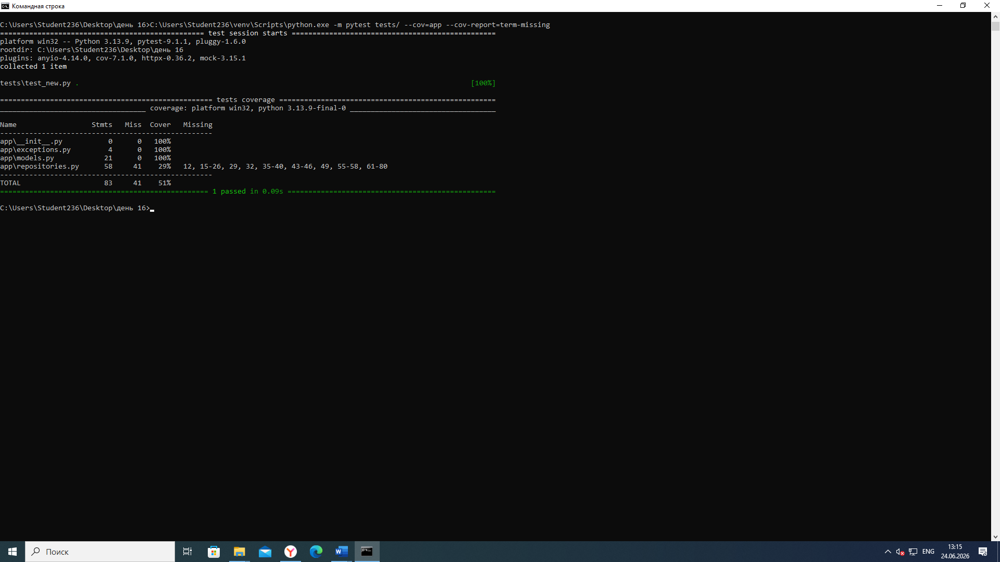 Командная строка
C:\Users\Student236\Desktop\день 16>C:\Users\Student236\venv\Scripts\python.exe -m pytest tests/ --cov=app --cov-report=term-missing
================================================= test session starts =================================================
platform win32 -- Python 3.13.9, pytest-9.1.1, pluggy-1.6.0
rootdir: C:\Users\Student236\Desktop\день 16
plugins: anyio-4.14.0, cov-7.1.0, httpx-0.36.2, mock-3.15.1
collected 1 item
tests\test_new.py . [100%]
=================================================== tests coverage ====================================================
___________________________________ coverage: platform win32, python 3.13.9-final-0 ___________________________________
Name                  Stmts   Miss  Cover   Missing
---------------------------------------------------
app\__init__.py           0      0   100%
app\exceptions.py         4      0   100%
app\models.py            21      0   100%
app\repositories.py      58     41    29%   12, 15-26, 29, 32, 35-40, 43-46, 49, 55-58, 61-80
---------------------------------------------------
TOTAL                    83     41    51%
================================================== 1 passed in 0.09s ==================================================
C:\Users\Student236\Desktop\день 16>
Поиск
ENG
13:15
24.06.2026